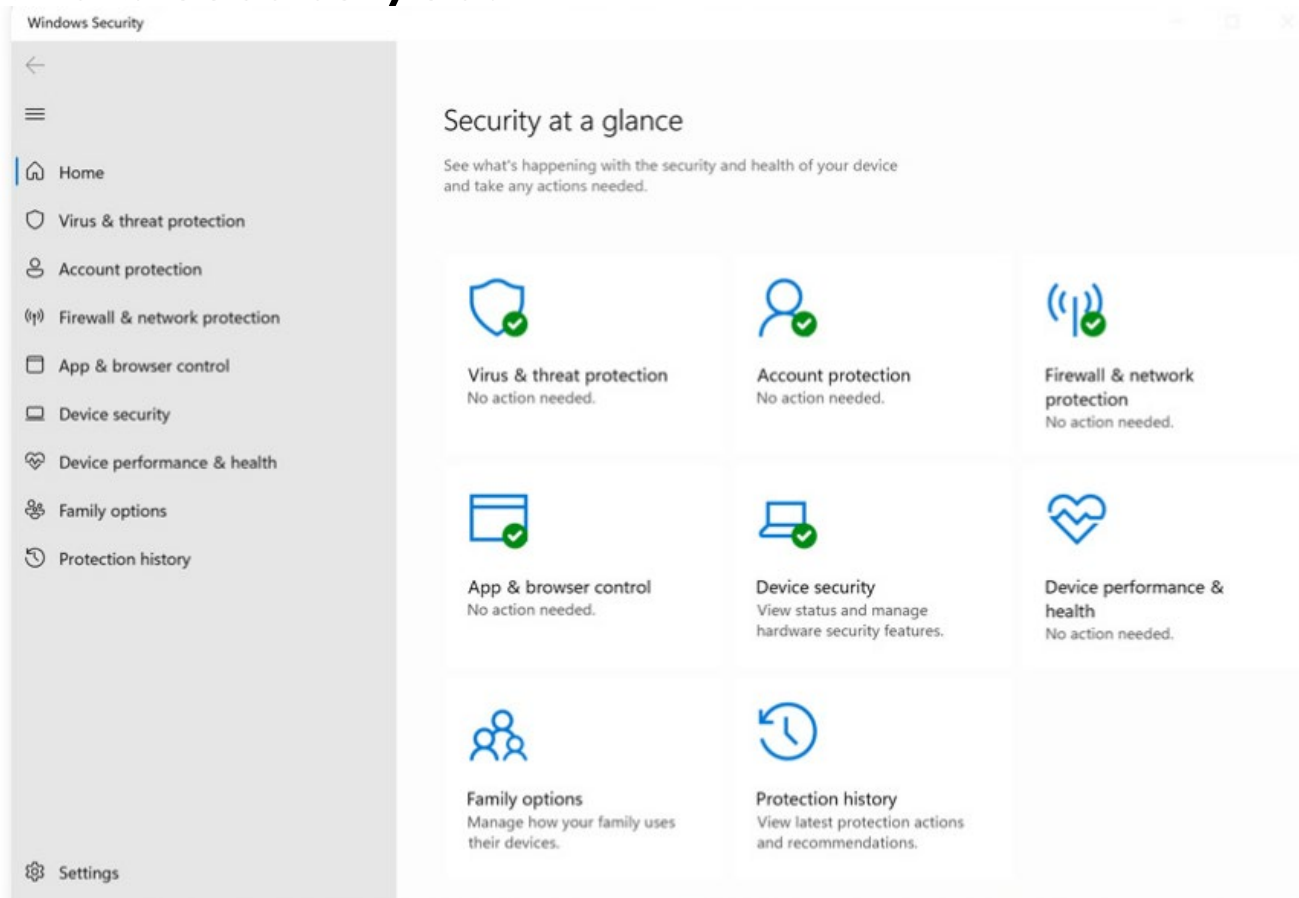 Windows Security
Home
Virus & threat protection
Account protection
Firewall & network protection
App & browser control
Device security
Device performance & health
Family options
Protection history
Settings
Security at a glance
See what's happening with the security and health of your device
and take any actions needed.
Virus & threat protection
No action needed.
Account protection
No action needed.
Firewall & network
protection
No action needed.
App & browser control
No action needed.
Device security
View status and manage
hardware security features.
Device performance &
health
No action needed.
Family options
Manage how your family uses
their devices.
Protection history
View latest protection actions
and recommendations.